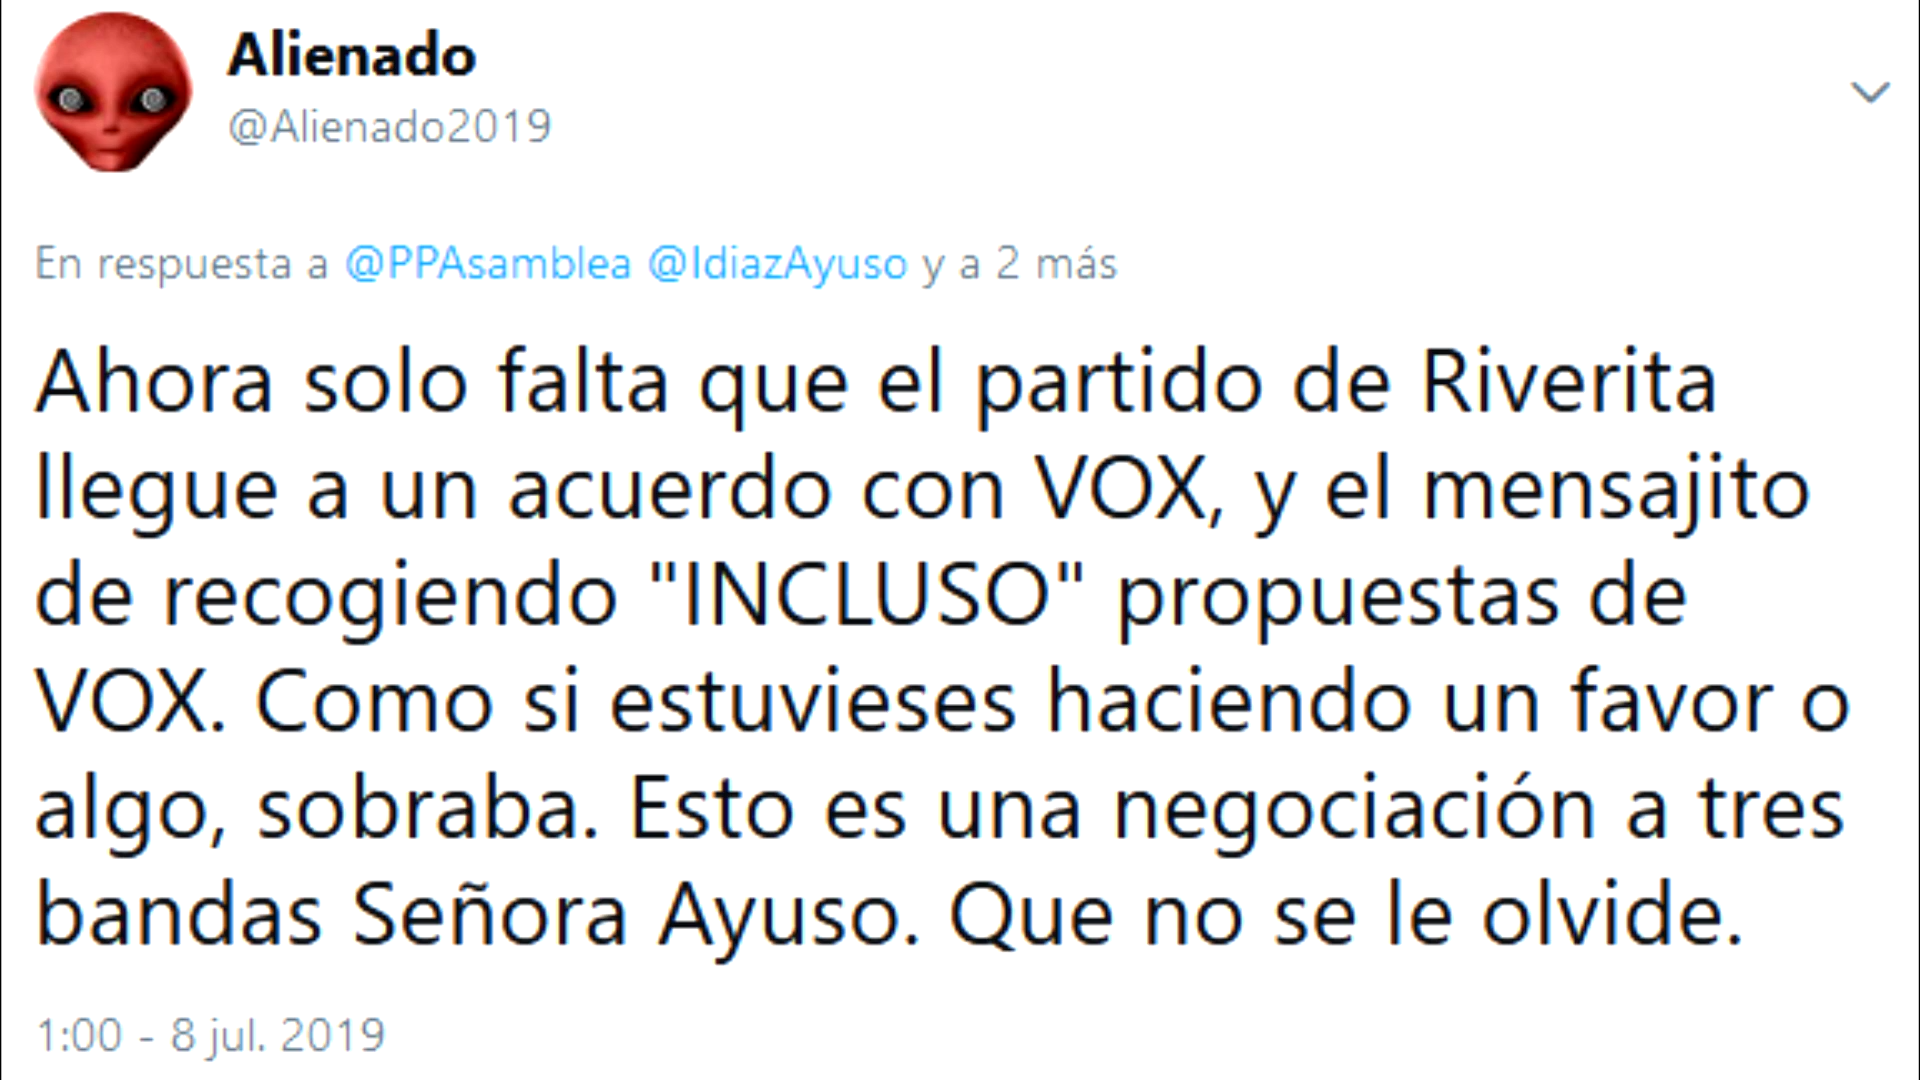 Alienado
@Alienado2019
En respuesta a @PPAsamblea @IdiazAyuso y a 2 más
Ahora solo falta que el partido de Riverita
llegue a un acuerdo con VOX, y el mensajito
de recogiendo "INCLUSO" propuestas de
VOX. Como si estuvieses haciendo un favor o
algo, sobraba. Esto es una negociación a tres
bandas Señora Ayuso. Que no se le olvide.
1:00 - 8 jul. 2019